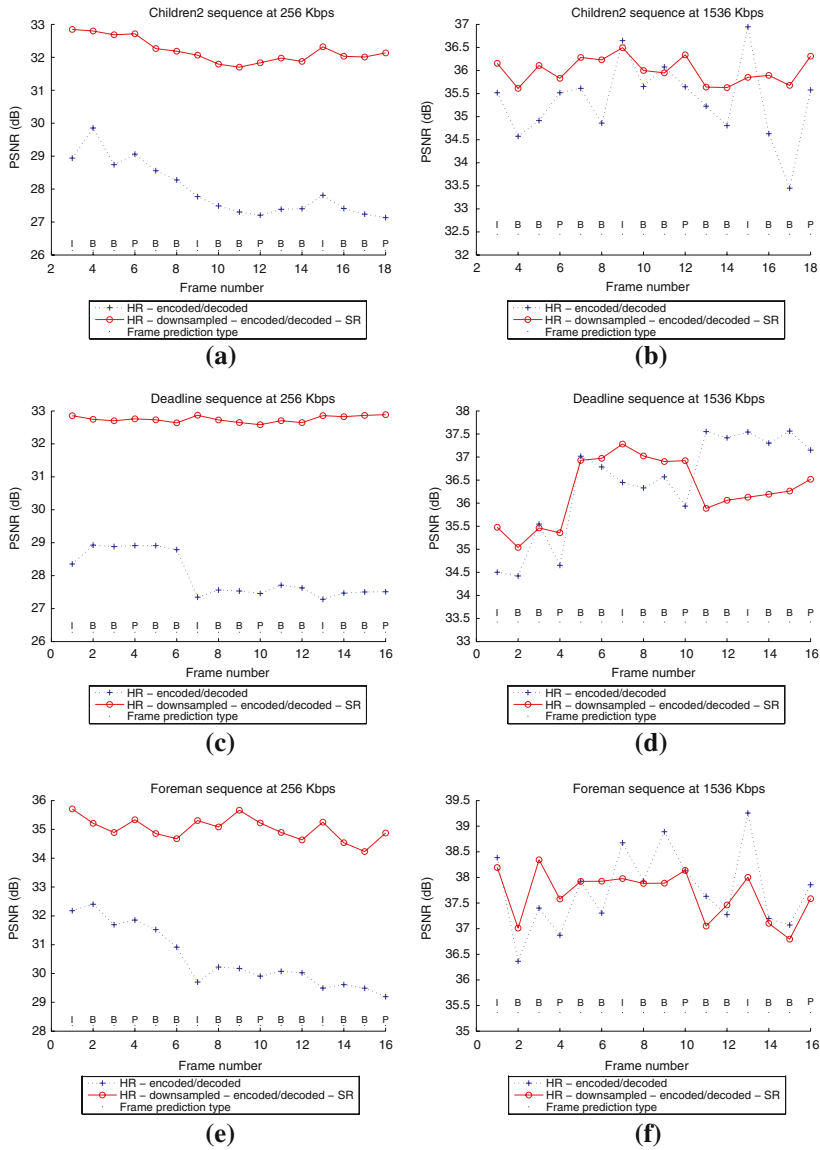 Children2 sequence at 256 Kbps
33
32
31
30
29
28
27
26
PSNR (dB)
I B B P B B I B B P B B I B B P
2 4 6 8 10 12 14 16 18
Frame number
HR – encoded/decoded
HR – downsampled – encoded/decoded – SR
Frame prediction type
(a)
Children2 sequence at 1536 Kbps
37
36.5
36
35.5
35
34.5
34
33.5
33
32.5
32
PSNR (dB)
I B B P B B I B B P B B I B B P
2 4 6 8 10 12 14 16 18
Frame number
HR – encoded/decoded
HR – downsampled – encoded/decoded – SR
Frame prediction type
(b)
Deadline sequence at 256 Kbps
33
32
31
30
29
28
27
26
PSNR (dB)
I B B P B B I B B P B B I B B P
0 2 4 6 8 10 12 14 16
Frame number
HR – encoded/decoded
HR – downsampled – encoded/decoded – SR
Frame prediction type
(c)
Deadline sequence at 1536 Kbps
38
37.5
37
36.5
36
35.5
35
34.5
34
33.5
33
PSNR (dB)
I B B P B B I B B P B B I B B P
0 2 4 6 8 10 12 14 16
Frame number
HR – encoded/decoded
HR – downsampled – encoded/decoded – SR
Frame prediction type
(d)
Foreman sequence at 256 Kbps
36
35
34
33
32
31
30
29
28
PSNR (dB)
I B B P B B I B B P B B I B B P
0 2 4 6 8 10 12 14 16
Frame number
HR – encoded/decoded
HR – downsampled – encoded/decoded – SR
Frame prediction type
(e)
Foreman sequence at 1536 Kbps
39.5
39
38.5
38
37.5
37
36.5
36
35.5
35
PSNR (dB)
I B B P B B I B B P B B I B B P
0 2 4 6 8 10 12 14 16
Frame number
HR – encoded/decoded
HR – downsampled – encoded/decoded – SR
Frame prediction type
(f)